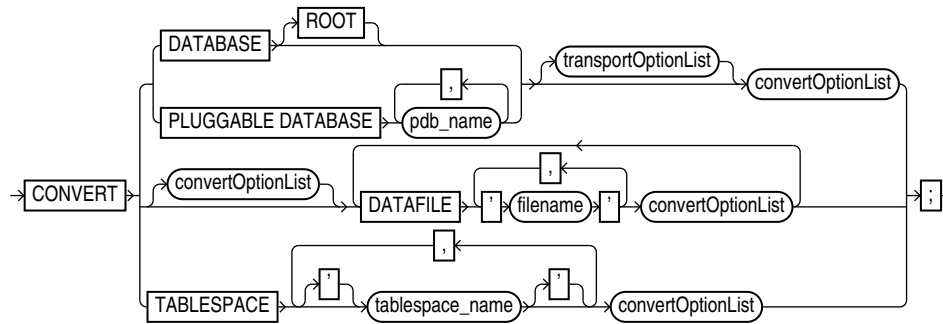 ROOT
DATABASE
transportOptionList
,
convertOptionList
PLUGGABLE DATABASE
pdb_name
convertOptionList
,
CONVERT
DATAFILE ' filename ' convertOptionList
;
,
'
'
TABLESPACE
tablespace_name
convertOptionList